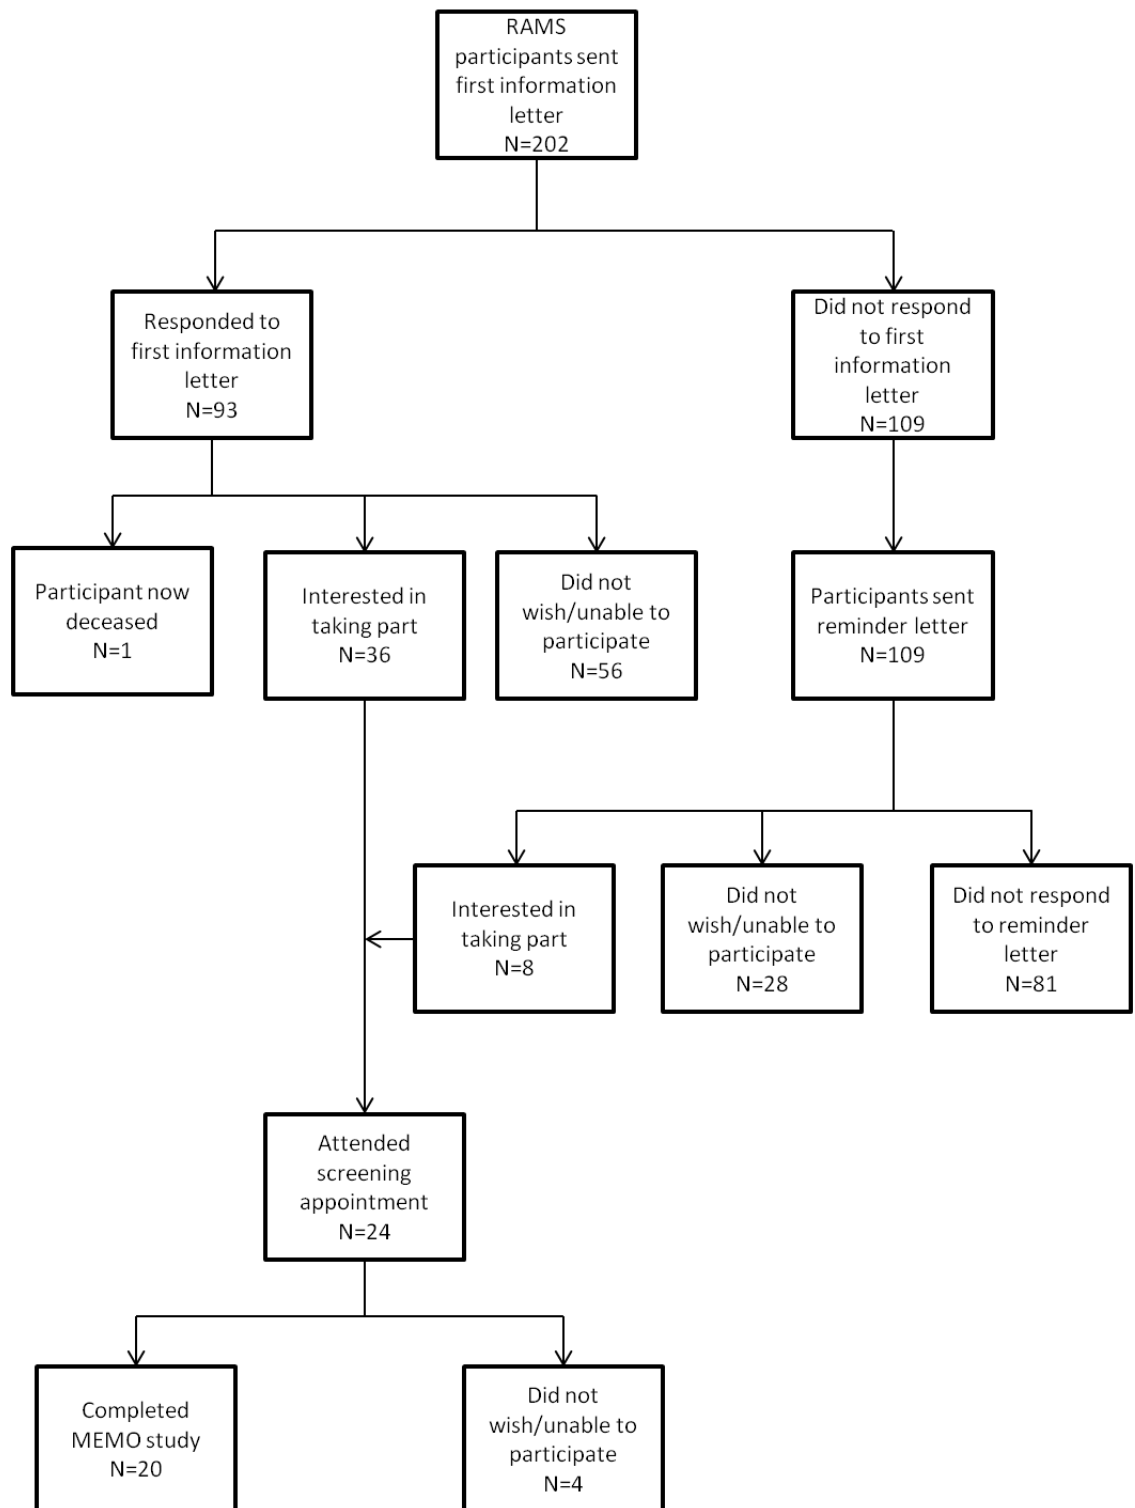 RAMS
participants sent
first information
letter
N=202
Responded to
first information
letter
N=93
Did not respond
to first
information
letter
N=109
Participant now
deceased
N=1
Interested in
taking part
N=36
Did not
wish/unable to
participate
N=56
Participants sent
reminder letter
N=109
Interested in
taking part
N=8
Did not
wish/unable to
participate
N=28
Did not respond
to reminder
letter
N=81
Attended
screening
appointment
N=24
Completed
MEMO study
N=20
Did not
wish/unable to
participate
N=4